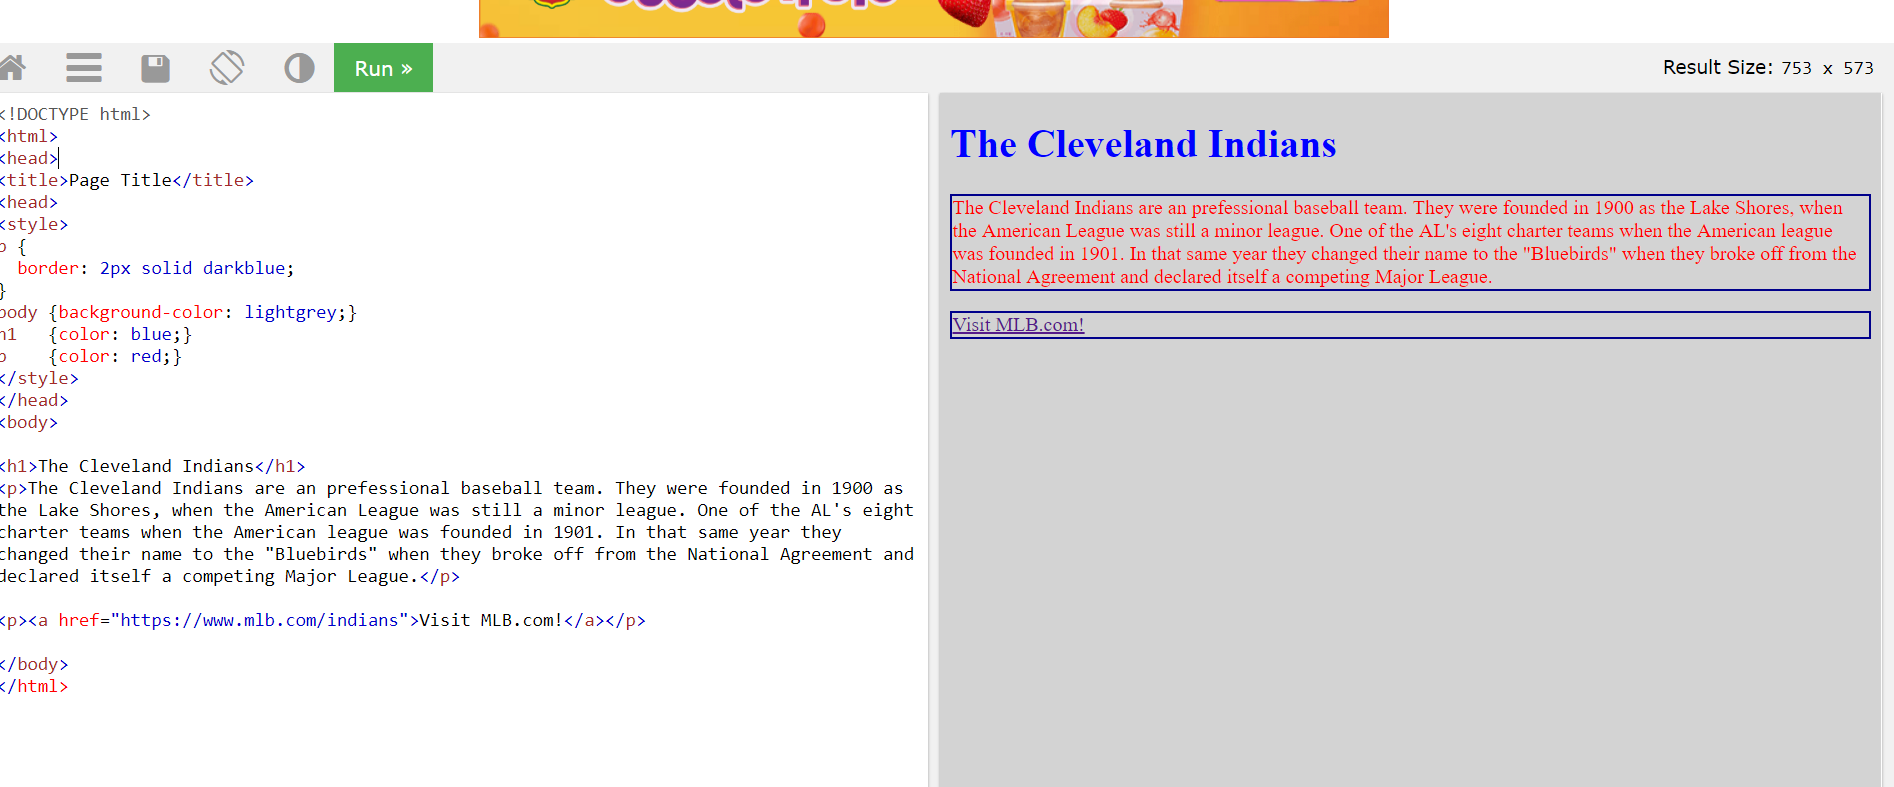 Run »
Result Size: 753 x 573
<!DOCTYPE html>
<html>
<head>
<title>Page Title</title>
<head>
<style>
p {
border: 2px solid darkblue;
}
body {background-color: lightgrey;}
h1 {color: blue;}
p {color: red;}
</style>
</head>
<body>
<h1>The Cleveland Indians</h1>
<p>The Cleveland Indians are an prefessional baseball team. They were founded in 1900 as
the Lake Shores, when the American League was still a minor league. One of the AL's eight
charter teams when the American league was founded in 1901. In that same year they
changed their name to the "Bluebirds" when they broke off from the National Agreement and
declared itself a competing Major League.</p>
<p><a href="https://www.mlb.com/indians">Visit MLB.com!</a></p>
</body>
</html>
The Cleveland Indians
The Cleveland Indians are an prefessional baseball team. They were founded in 1900 as the Lake Shores, when
the American League was still a minor league. One of the AL's eight charter teams when the American league
was founded in 1901. In that same year they changed their name to the "Bluebirds" when they broke off from the
National Agreement and declared itself a competing Major League.
Visit MLB.com!